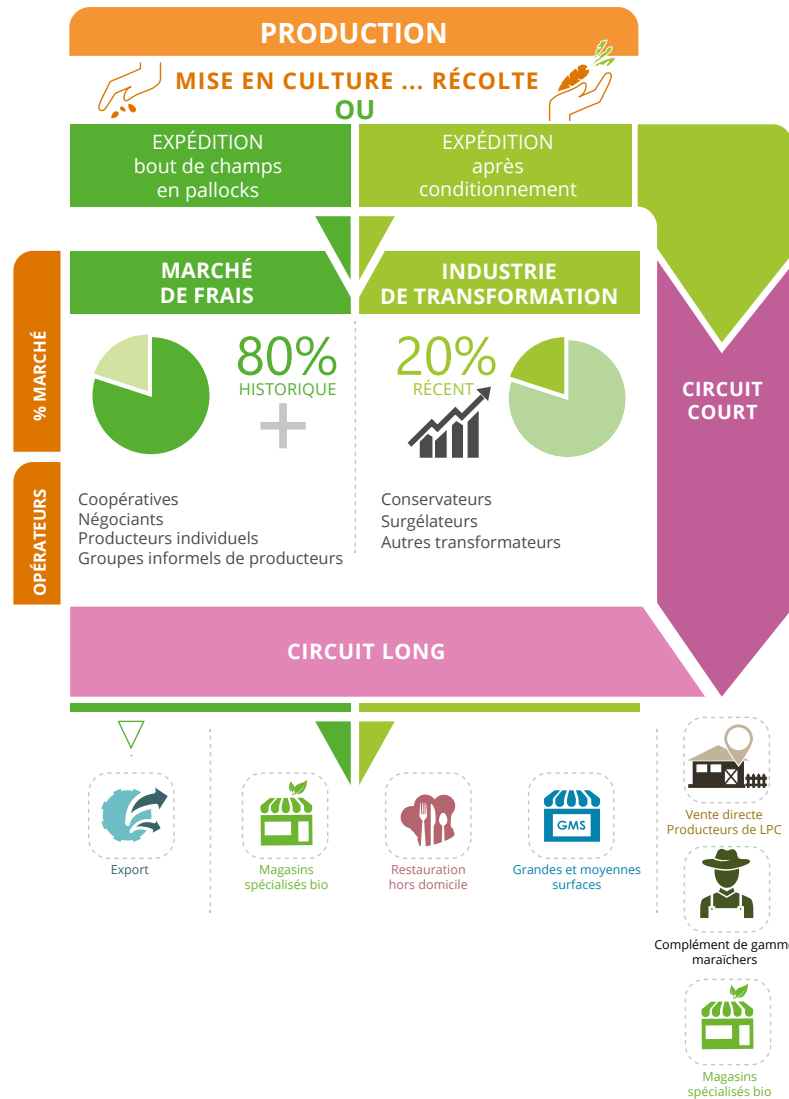 PRODUCTION
MISE EN CULTURE ... RÉCOLTE
OU
EXPÉDITION
bout de champs
en pallocks
EXPÉDITION
après
conditionnement
MARCHÉ
DE FRAIS
INDUSTRIE
DE TRANSFORMATION
% MARCHÉ
80%
HISTORIQUE
20%
RÉCENT
CIRCUIT
COURT
OPÉRATEURS
Coopératives
Négociants
Producteurs individuels
Groupes informels de producteurs
Conservateurs
Surgélateurs
Autres transformateurs
CIRCUIT LONG
Export
Magasins
spécialisés bio
Restauration
hors domicile
GMS
Grandes et moyennes
surfaces
Vente directe
Producteurs de LPC
Complément de gamme
maraîchers
Magasins
spécialisés bio